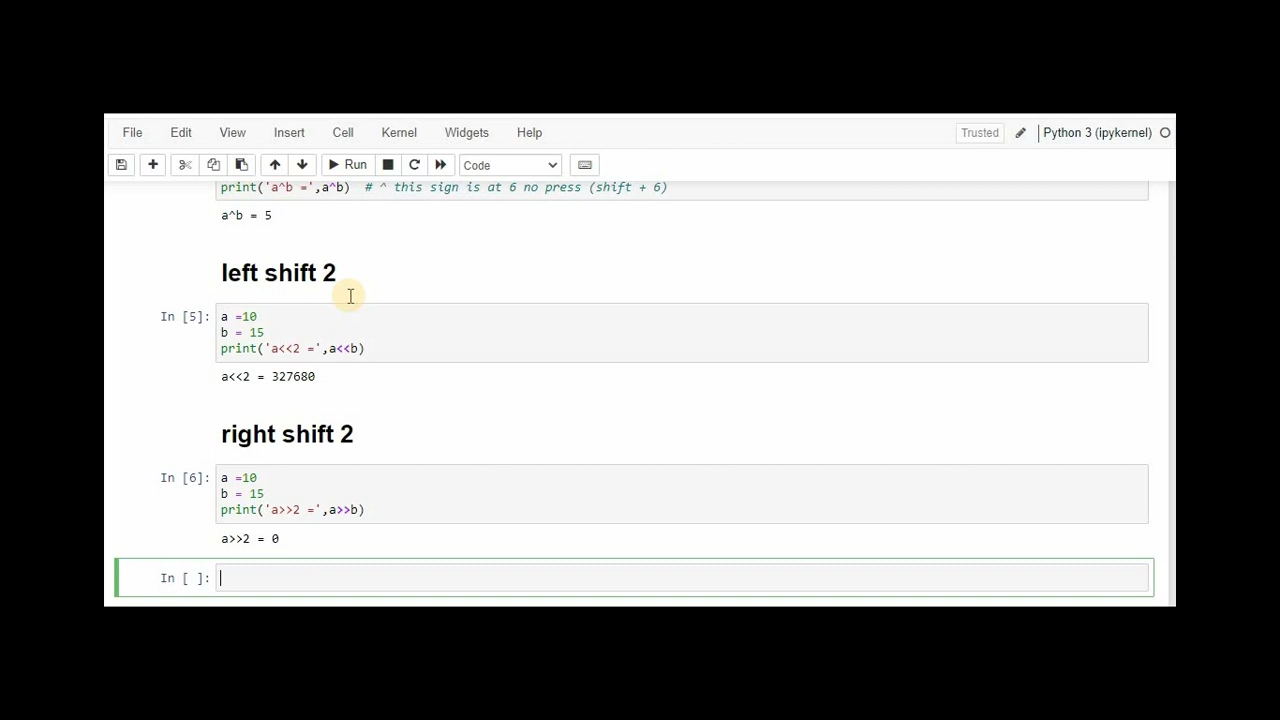 File Edit View Insert Cell Kernel Widgets Help Trusted Python 3 (ipykernel)
Run Code
print('a^b =',a^b)  # ^ this sign is at 6 no press (shift + 6)
a^b = 5
left shift 2
In [5]: a =10
b = 15
print('a<<2 =',a<<b)
a<<2 = 327680
right shift 2
In [6]: a =10
b = 15
print('a>>2 =',a>>b)
a>>2 = 0
In [ ]: